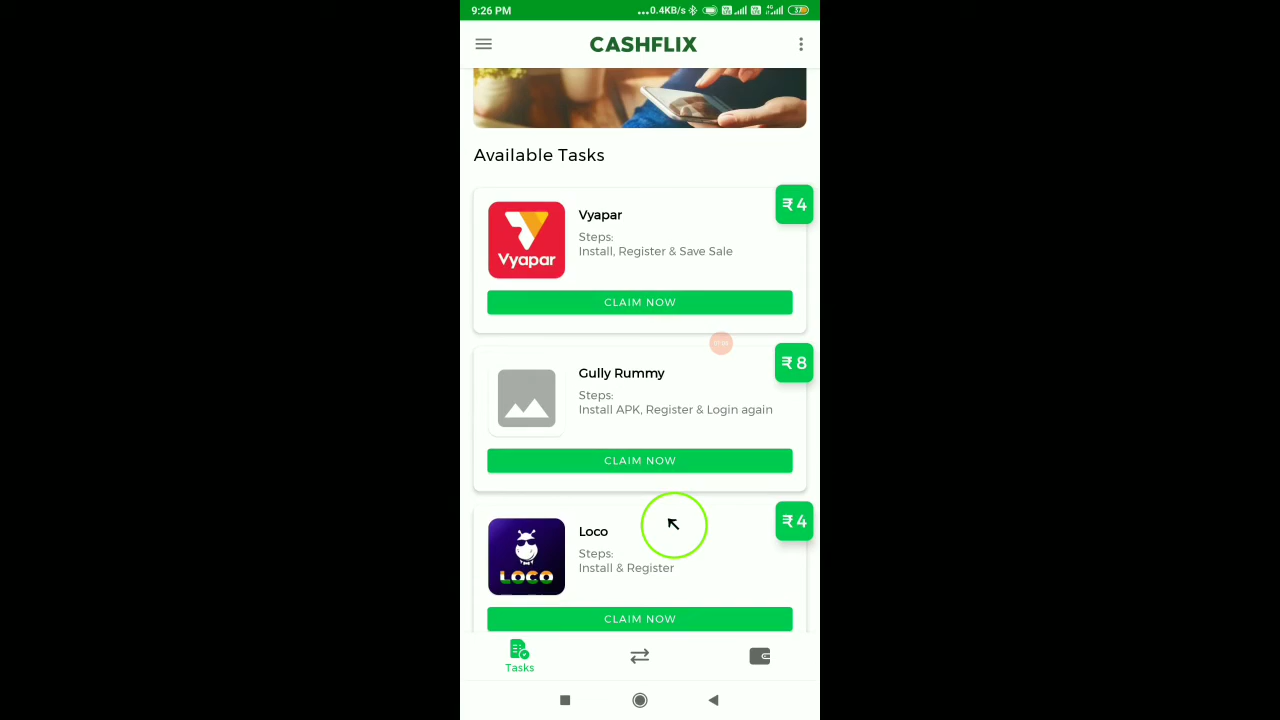 9:26 PM
...0.4KB/s
4G
37
CASHFLIX
Available Tasks
₹ 4
Vyapar
Vyapar
Steps:
Install, Register & Save Sale
CLAIM NOW
₹ 8
Gully Rummy
Steps:
Install APK, Register & Login again
CLAIM NOW
₹ 4
LOCO
Loco
Steps:
Install & Register
CLAIM NOW
Tasks